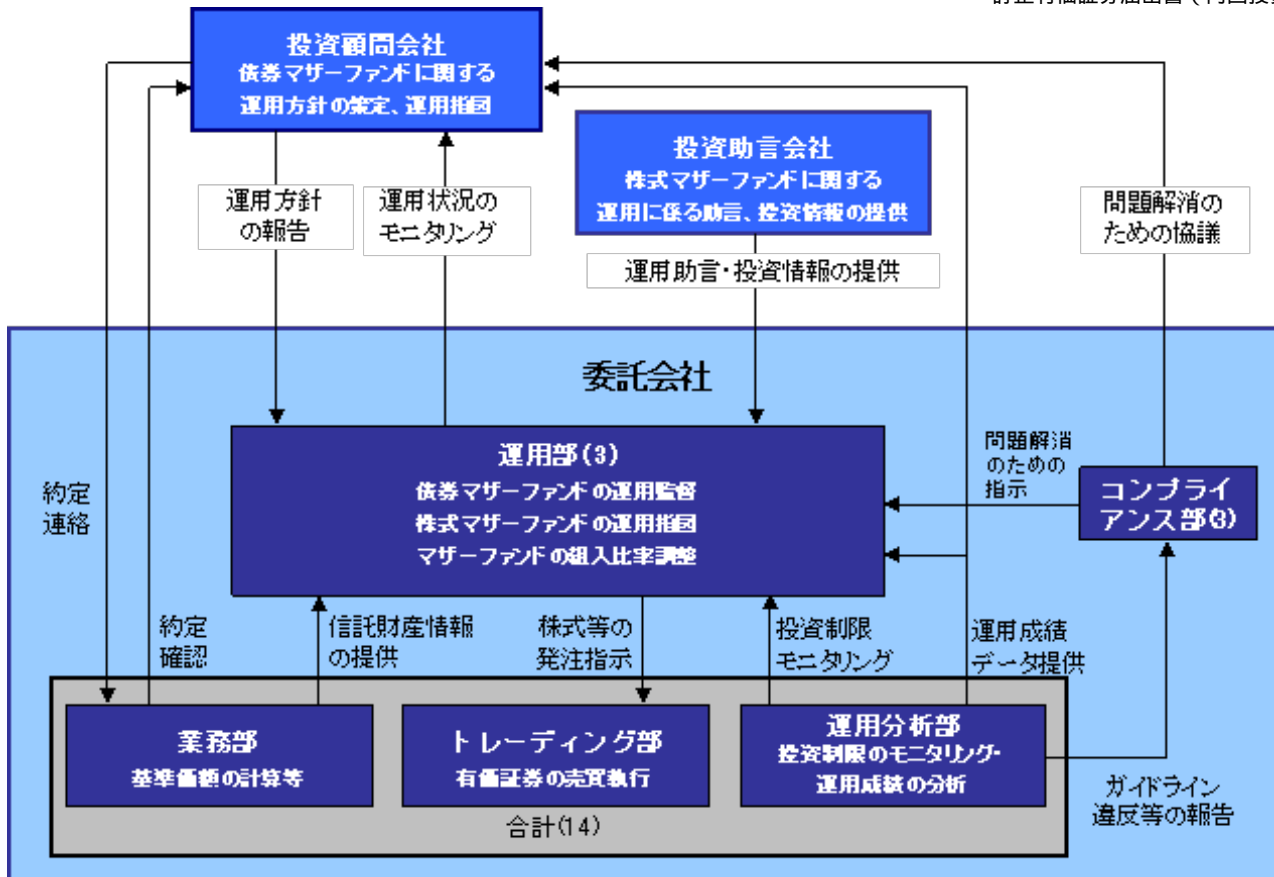 投資顧問会社
債券マザーファンドに関する
運用方針の策定、運用指図
投資助言会社
株式マザーファンドに関する
運用に係る助言、投資情報の提供
運用方針
の報告
運用状況の
モニタリング
問題解消の
ための協議
運用助言・投資情報の提供
委託会社
運用部(3)
債券マザーファンドの運用監督
株式マザーファンドの運用指図
マザーファンドの組入比率調整
問題解消
のための
指示
コンプライ
アンス部(3)
約定
連絡
約定
確認
信託財産情報
の提供
株式等の
発注指示
投資制限
モニタリング
運用成績
データ提供
業務部
基準価額の計算等
トレーディング部
有価証券の売買執行
運用分析部
投資制限のモニタリング・
運用成績の分析
ガイドライン
違反等の報告
合計(14)